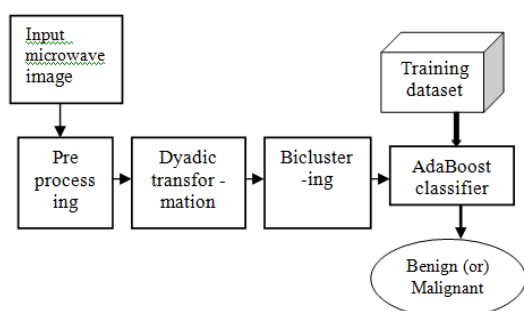 Input
microwave
image
Training
dataset
Pre
process
ing
Dyadic
transfor -
mation
Bicluster
-ing
AdaBoost
classifier
Benign (or)
Malignant